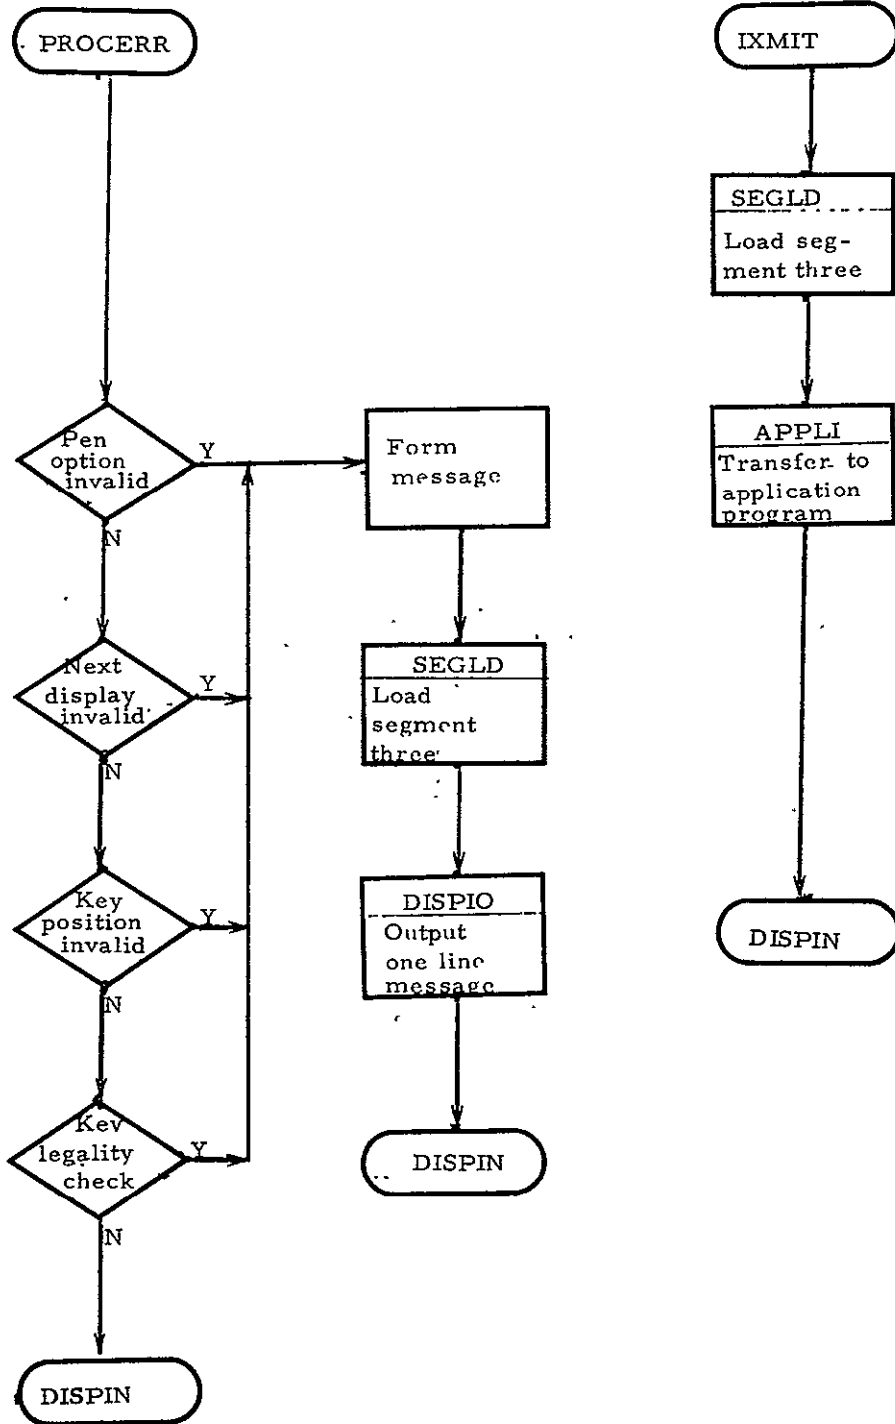 PROCERR
Pen
option
invalid
Y
N
Next
display
invalid
Y
N
Key
position
invalid
Y
N
Key
legality
check
Y
N
DISPIN
Form
message
SEGLD
Load
segment
three
DISPIO
Output
one line
message
DISPIN
IXMIT
SEGLD
Load seg-
ment three
APPLI
Transfer to
application
program
DISPIN